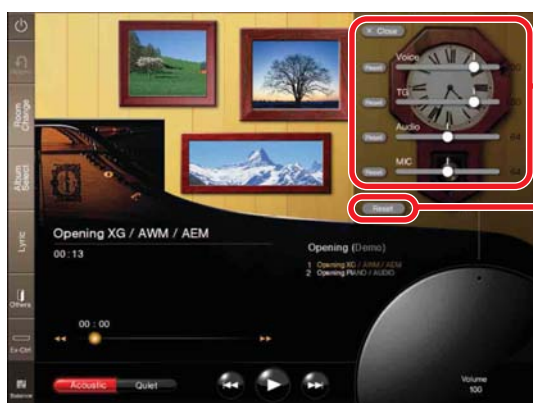 × Close
Voice
Reset
TG
Reset
Audio
Reset
64
MIC
Reset
64
Reset
Room
Change
Album
Select
Lyric
Others
Ex-Ctrl
Balance
Opening XG / AWM / AEM
00:13
Opening (Demo)
1 Opening XG / AWM / AEM
2 Opening PIANO / AUDIO
00 : 00
Acoustic
Quiet
Volume
100